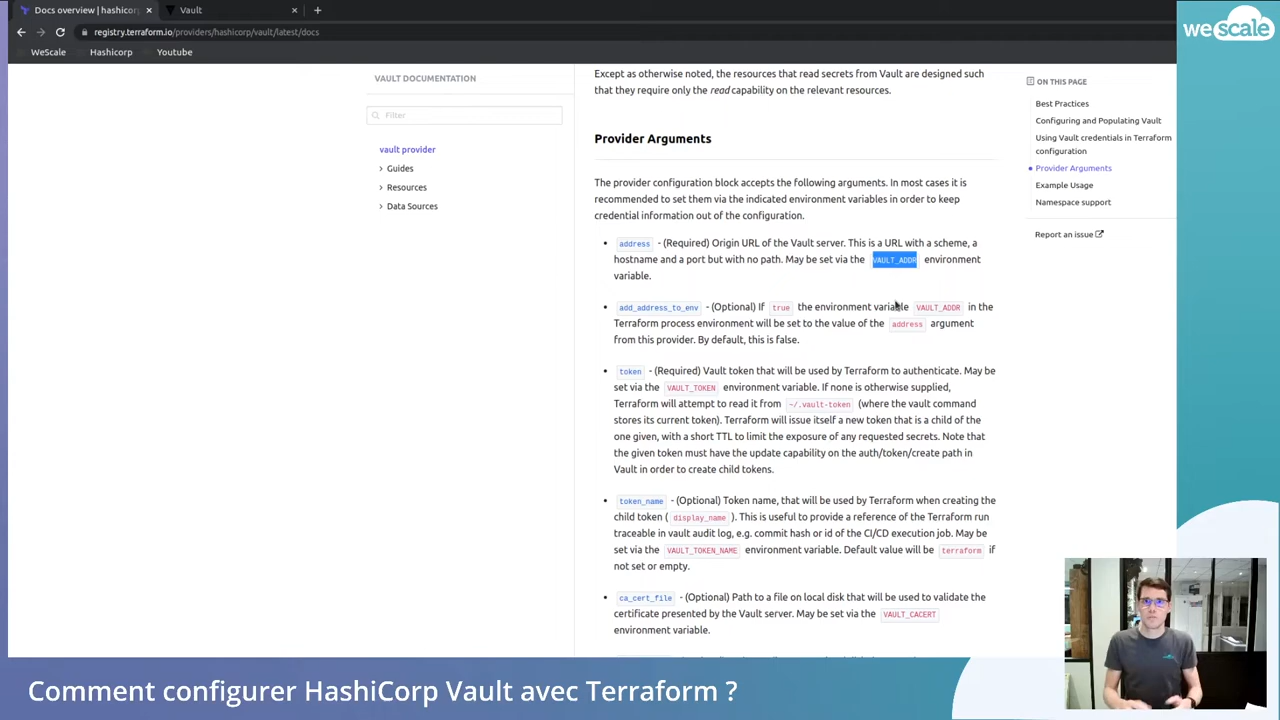 Docs overview | hashicorp
Vault
registry.terraform.io/providers/hashicorp/vault/latest/docs
WeScale
Hashicorp
Youtube
we scale
VAULT DOCUMENTATION
Filter
vault provider
Guides
Resources
Data Sources
Except as otherwise noted, the resources that read secrets from Vault are designed such
that they require only the read capability on the relevant resources.
Provider Arguments
The provider configuration block accepts the following arguments. In most cases it is
recommended to set them via the indicated environment variables in order to keep
credential information out of the configuration.
• address - (Required) Origin URL of the Vault server. This is a URL with a scheme, a
hostname and a port but with no path. May be set via the VAULT_ADDR environment
variable.
• add_address_to_env - (Optional) If true the environment variable VAULT_ADDR in the
Terraform process environment will be set to the value of the address argument
from this provider. By default, this is false.
• token - (Required) Vault token that will be used by Terraform to authenticate. May be
set via the VAULT_TOKEN environment variable. If none is otherwise supplied,
Terraform will attempt to read it from ~/.vault-token (where the vault command
stores its current token). Terraform will issue itself a new token that is a child of the
one given, with a short TTL to limit the exposure of any requested secrets. Note that
the given token must have the update capability on the auth/token/create path in
Vault in order to create child tokens.
• token_name - (Optional) Token name, that will be used by Terraform when creating the
child token ( display_name ). This is useful to provide a reference of the Terraform run
traceable in vault audit log, e.g. commit hash or id of the CI/CD execution job. May be
set via the VAULT_TOKEN_NAME environment variable. Default value will be terraform if
not set or empty.
• ca_cert_file - (Optional) Path to a file on local disk that will be used to validate the
certificate presented by the Vault server. May be set via the VAULT_CACERT
environment variable.
ON THIS PAGE
Best Practices
Configuring and Populating Vault
Using Vault credentials in Terraform
configuration
Provider Arguments
Example Usage
Namespace support
Report an issue
Comment configurer HashiCorp Vault avec Terraform ?